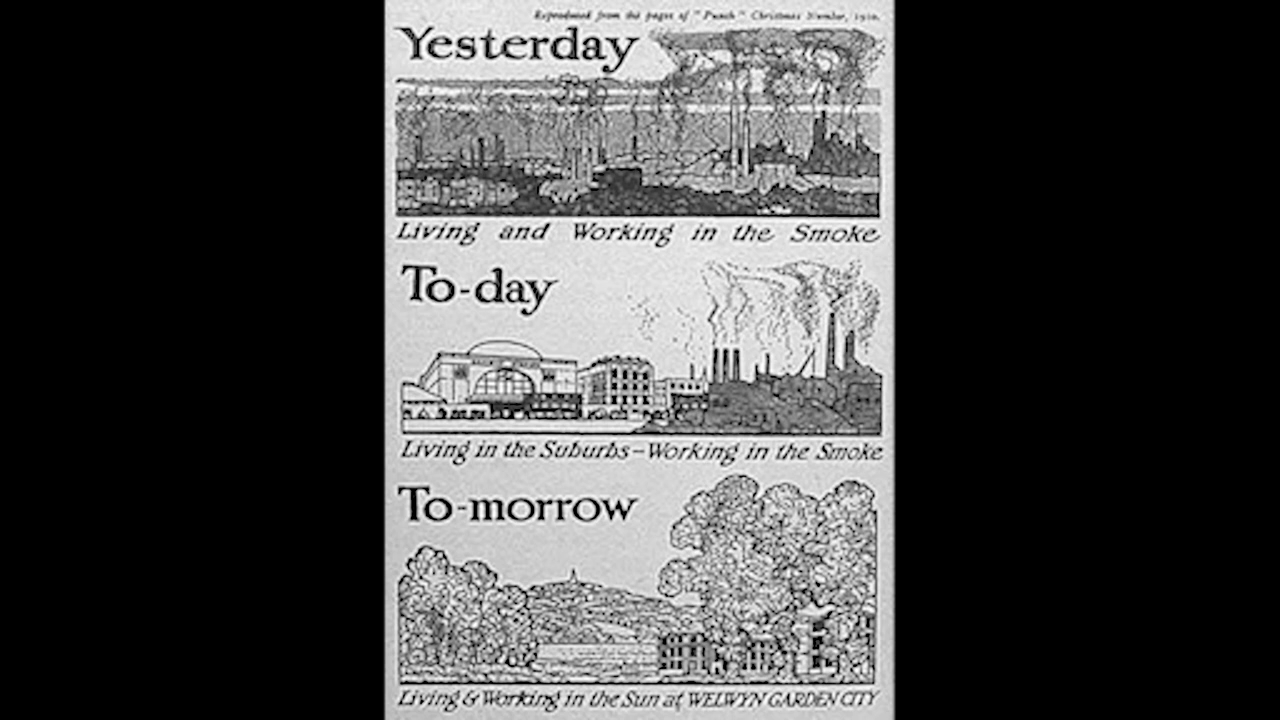 Reproduced from the pages of "Punch" Christmas Number, 1920.
Yesterday
Living and Working in the Smoke
To-day
Living in the Suburbs-Working in the Smoke
To-morrow
Living & Working in the Sun at WELWYN GARDEN CITY